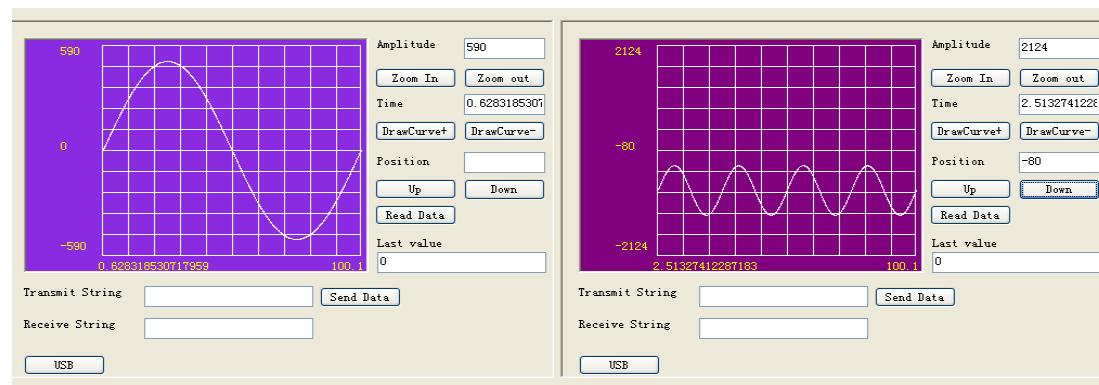 590
0
-590
0.628318530717959 100.1
Amplitude 590
Zoom In Zoom out
Time 0.6283185307
DrawCurve+ DrawCurve-
Position
Up Down
Read Data
Last value
0
Transmit String Send Data
Receive String
USB
2124
-80
-2124
2.51327412287183 100.1
Amplitude 2124
Zoom In Zoom out
Time 2.5132741228
DrawCurve+ DrawCurve-
Position -80
Up Down
Read Data
Last value
0
Transmit String Send Data
Receive String
USB